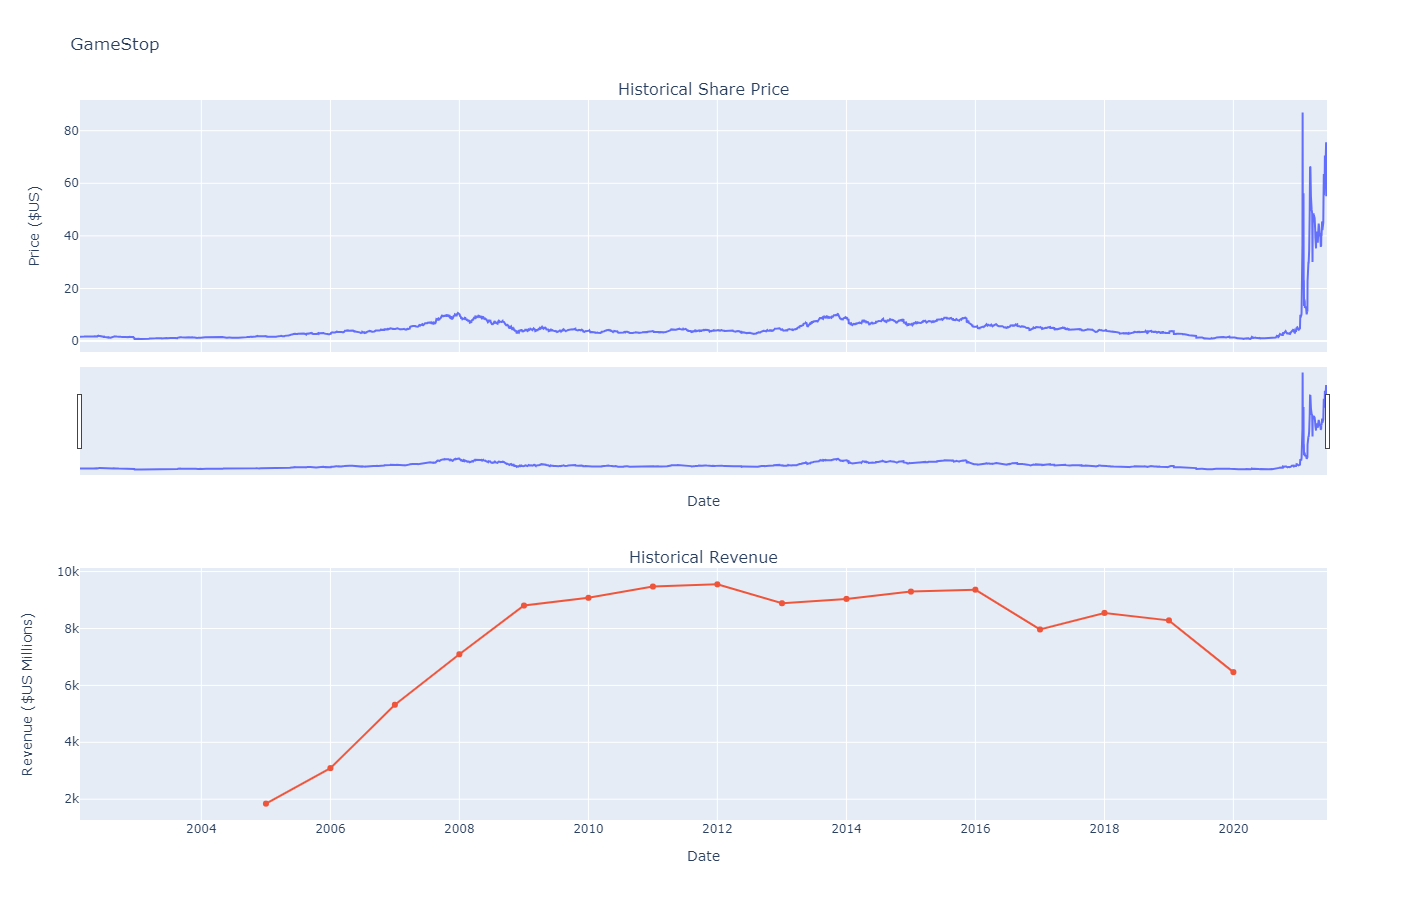 GameStop
Historical Share Price
80
60
40
20
0
Price ($US)
Date
Historical Revenue
10k
8k
6k
4k
2k
Revenue ($US Millions)
2004 2006 2008 2010 2012 2014 2016 2018 2020
Date